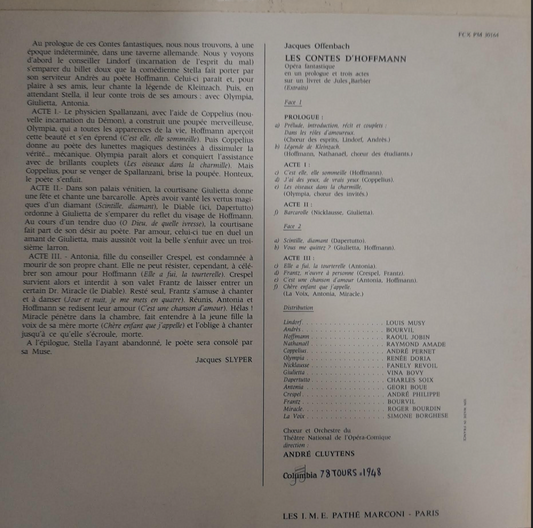 FCX PM 30164
Au prologue de ces Contes fantastiques, nous nous trouvons, à une
époque indéterminée, dans une taverne allemande. Nous y voyons
d'abord le conseiller Lindorf (incarnation de l'esprit du mal)
s'emparer du billet doux que la comédienne Stella fait porter par
son serviteur Andrès au poète Hoffmann. Celui-ci paraît et, pour
plaire à ses amis, leur chante la légende de Kleinzach. Puis, en
attendant Stella, il leur conte trois de ses amours : avec Olympia,
Giulietta, Antonia.
ACTE I.- Le physicien Spallanzani, avec l'aide de Coppélius (nou-
velle incarnation du Démon), a construit une poupée merveilleuse,
Olympia, qui a toutes les apparences de la vie. Hoffmann aperçoit
cette beauté et s'en éprend (C'est elle, elle sommeille). Puis Coppélius
donne au poète des lunettes magiques destinées à dissimuler la
vérité... mécanique. Olympia paraît alors et conquiert l'assistance
avec de brillants couplets (Les oiseaux dans la charmille). Mais
Coppélius, pour se venger de Spallanzani, brise la poupée. Honteux,
le poète s'enfuit.
ACTE II.- Dans son palais vénitien, la courtisane Giulietta donne
une fête et chante une barcarolle. Après avoir vanté les vertus magi-
ques d'un diamant (Scintille, diamant), le Diable (ici, Dapertutto)
ordonne à Giulietta de s'emparer du reflet du visage de Hoffmann.
Au cours d'un tendre duo (O Dieu, de quelle ivresse), la courtisane
fait part de son désir au poète. Par amour, celui-ci tue en duel un
amant de Giulietta, mais aussitôt voit la belle s'enfuir avec un troi-
sième larron.
ACTE III. - Antonia, fille du conseiller Crespel, est condamnée à
mourir de son propre chant. Elle ne peut résister, cependant, à célé-
brer son amour pour Hoffmann (Elle a fui, la tourterelle). Crespel
survient alors et interdit à son valet Frantz de laisser entrer un
certain Dr. Miracle (le Diable). Resté seul, Frantz s'amuse à chanter
et à danser (Jour et nuit, je me mets en quatre). Réunis, Antonia et
Hoffmann se redisent leur amour (C'est une chanson d'amour). Hélas !
Miracle pénètre dans la chambre, fait entendre à la jeune fille la
voix de sa mère morte (Chère enfant que j'appelle) et l'oblige à chanter
jusqu'à ce qu'elle s'écroule, morte.
A l'épilogue, Stella l'ayant abandonné, le poète sera consolé par
sa Muse.
Jacques SLYPER
Jacques Offenbach
LES CONTES D'HOFFMANN
Opéra fantastique
en un prologue et trois actes
sur un livret de Jules Barbier
(Extraits)
Face 1
PROLOGUE :
a) Prélude, introduction, récit et couplets :
Dans les rôles d'amoureux.
(Chœur des esprits, Lindorf, Andrès.)
b) Légende de Kleinzach.
(Hoffmann, Nathanaël, chœur des étudiants.)
ACTE I :
c) C'est elle, elle sommeille (Hoffmann).
d) J'ai des yeux, de vrais yeux (Coppélius).
e) Les oiseaux dans la charmille.
(Olympia, chœur des invités.)
ACTE II :
f) Barcarolle (Nicklausse, Giulietta).
Face 2
a) Scintille, diamant (Dapertutto).
b) Vous me quittez ? (Giulietta, Hoffmann).
ACTE III :
c) Elle a fui, la tourterelle (Antonia).
d) Frantz, n'ouvre à personne (Crespel, Frantz).
e) C'est une chanson d'amour (Antonia, Hoffmann).
f) Chère enfant que j'appelle.
(La Voix, Antonia, Miracle.)
Distribution
Lindorf . . . . . . . . . . LOUIS MUSY
Andrès . . . . . . . . . . BOURVIL
Hoffmann . . . . . . . . . . RAOUL JOBIN
Nathanaël . . . . . . . . . . RAYMOND AMADE
Coppélius . . . . . . . . . . ANDRÉ PERNET
Olympia . . . . . . . . . . RENÉE DORIA
Nicklausse . . . . . . . . . . FANELY REVOIL
Giulietta . . . . . . . . . . VINA BOVY
Dapertutto . . . . . . . . . . CHARLES SOIX
Antonia . . . . . . . . . . GEORI BOUE
Crespel . . . . . . . . . . ANDRÉ PHILIPPE
Frantz . . . . . . . . . . BOURVIL
Miracle . . . . . . . . . . ROGER BOURDIN
La Voix . . . . . . . . . . SIMONE BORGHESE
Chœur et Orchestre du
Théâtre National de l'Opéra-Comique
direction :
ANDRÉ CLUYTENS
Columbia 78 TOURS . 1948
LES I. M. E. PATHÉ MARCONI - PARIS